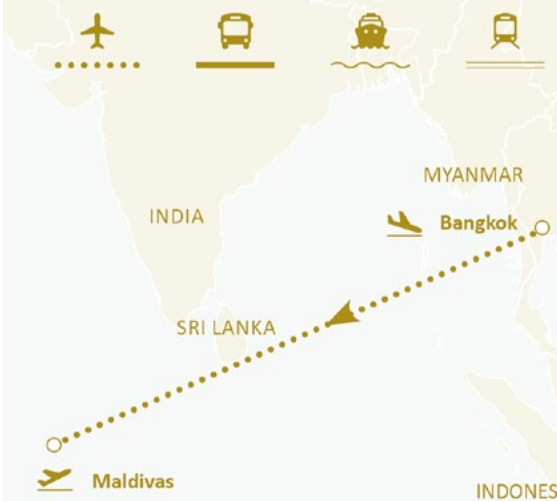 MYANMAR
INDIA
Bangkok
SRI LANKA
Maldivas
INDONES